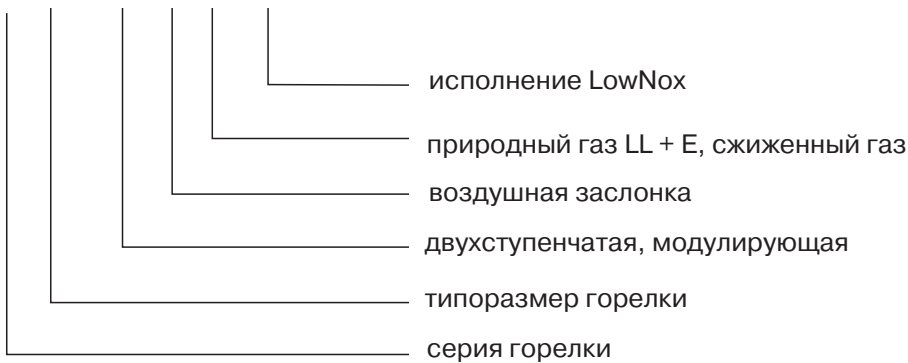 исполнение LowNox
природный газ LL + E, сжиженный газ
воздушная заслонка
двухступенчатая, модулирующая
типоразмер горелки
серия горелки